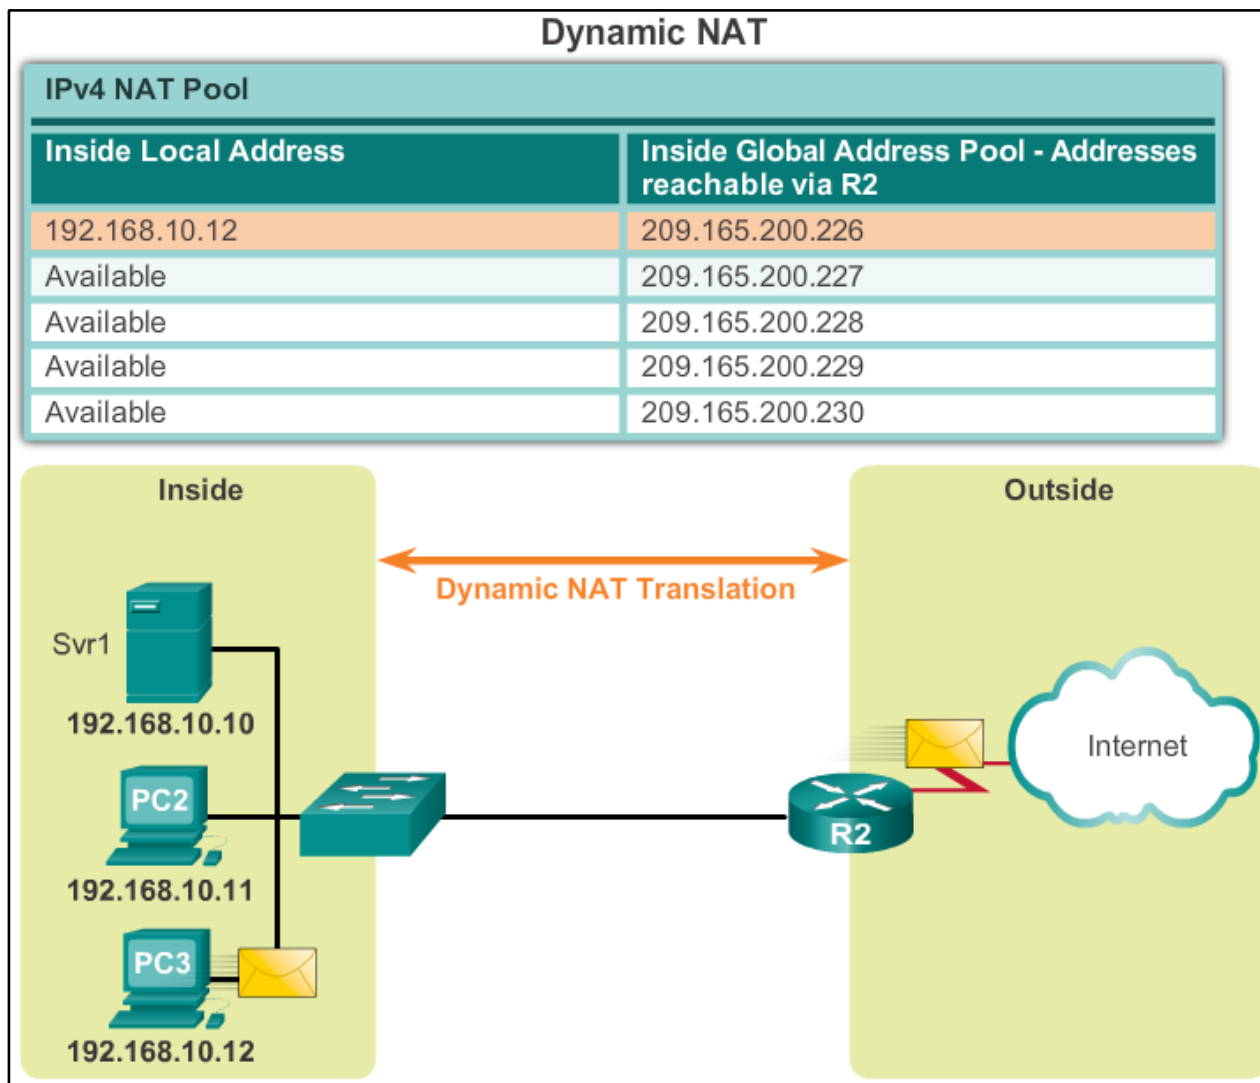 Dynamic NAT
IPv4 NAT Pool
Inside Local Address
Inside Global Address Pool - Addresses
reachable via R2
192.168.10.12
209.165.200.226
Available
209.165.200.227
Available
209.165.200.228
Available
209.165.200.229
Available
209.165.200.230
Inside
Outside
Dynamic NAT Translation
Svr1
192.168.10.10
PC2
192.168.10.11
PC3
192.168.10.12
R2
Internet